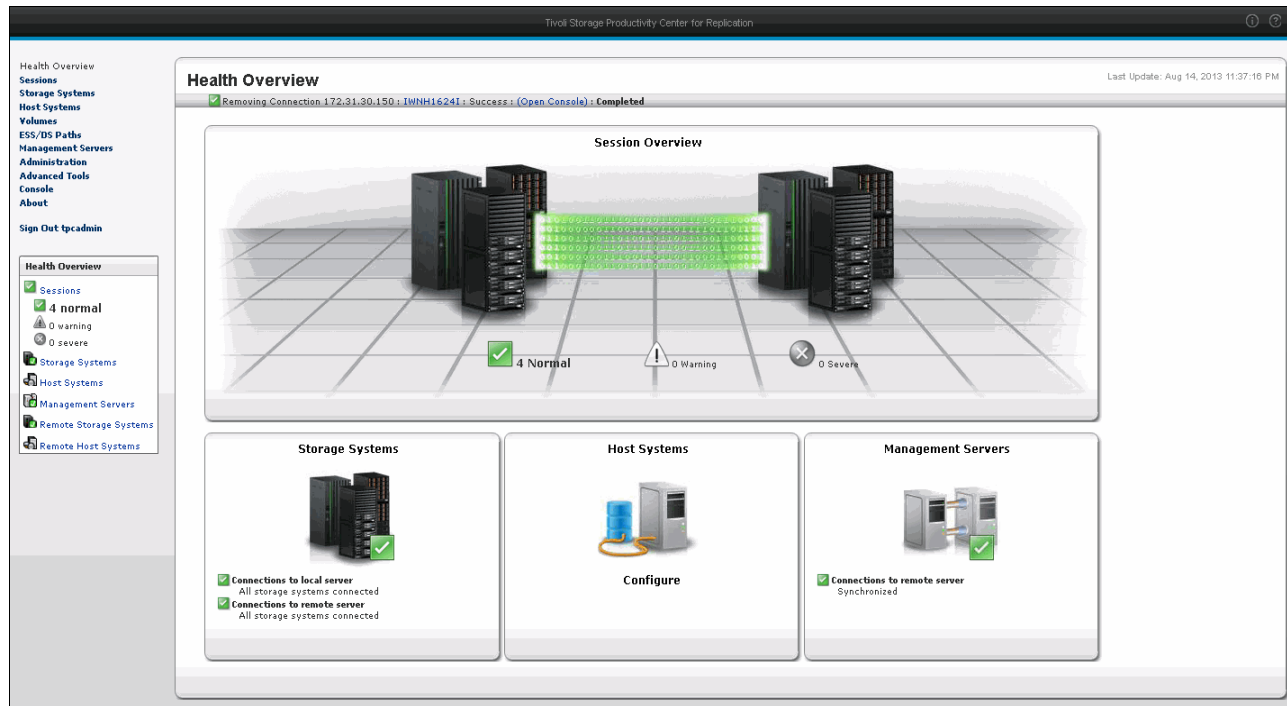 Tivoli Storage Productivity Center for Replication
Health Overview
Sessions
Storage Systems
Host Systems
Volumes
ESS/DS Paths
Management Servers
Administration
Advanced Tools
Console
About
Sign Out tpcadmin
Health Overview
Sessions
4 normal
0 warning
0 severe
Storage Systems
Host Systems
Management Servers
Remote Storage Systems
Remote Host Systems
Health Overview
Last Update: Aug 14, 2013 11:37:16 PM
Removing Connection 172.31.30.150 : IWNH1624I : Success : (Open Console) : Completed
Session Overview
4 Normal
0 Warning
0 Severe
Storage Systems
Connections to local server
All storage systems connected
Connections to remote server
All storage systems connected
Host Systems
Configure
Management Servers
Connections to remote server
Synchronized